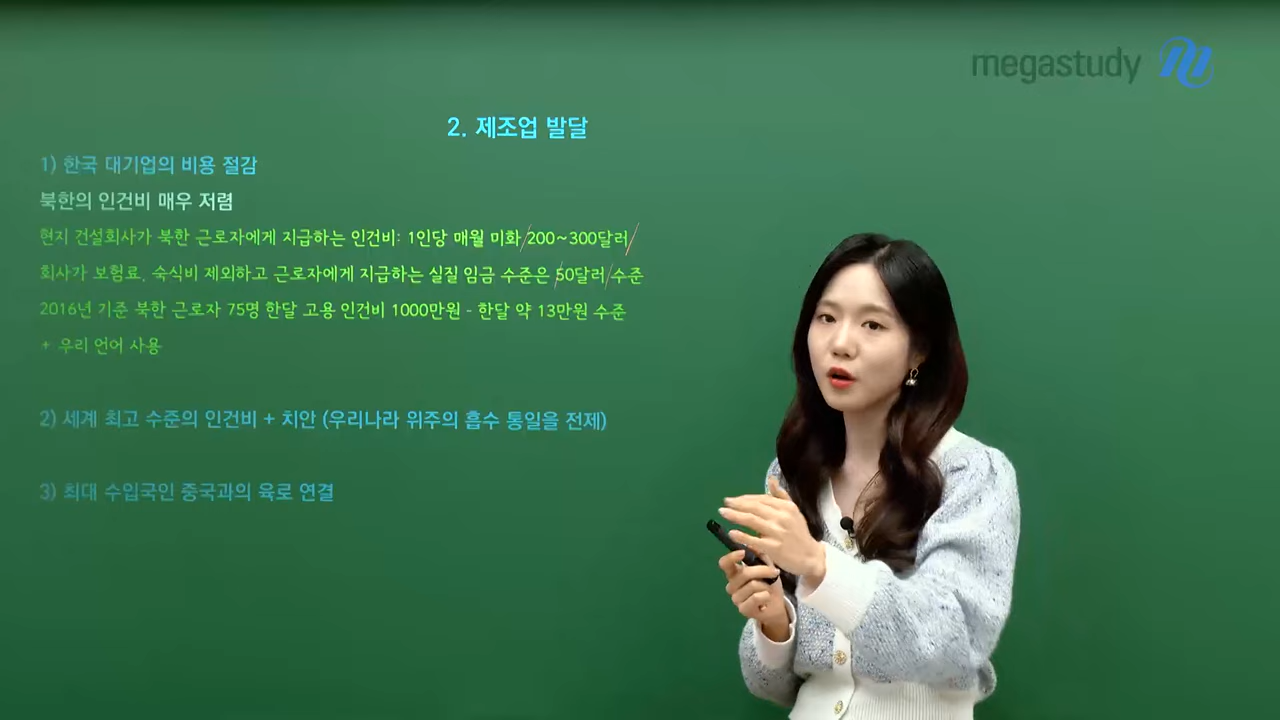 megastudy
2. 제조업 발달
1) 한국 대기업의 비용 절감
북한의 인건비 매우 저렴
현지 건설회사가 북한 근로자에게 지급하는 인건비: 1인당 매월 미화 200~300달러
회사가 보험료, 숙식비 제외하고 근로자에게 지급하는 실질 임금 수준은 50달러 수준
2016년 기준 북한 근로자 75명 한달 고용 인건비 1000만원 - 한달 약 13만원 수준
+ 우리 언어 사용
2) 세계 최고 수준의 인건비 + 치안 (우리나라 위주의 흡수 통일을 전제)
3) 최대 수입국인 중국과의 육로 연결